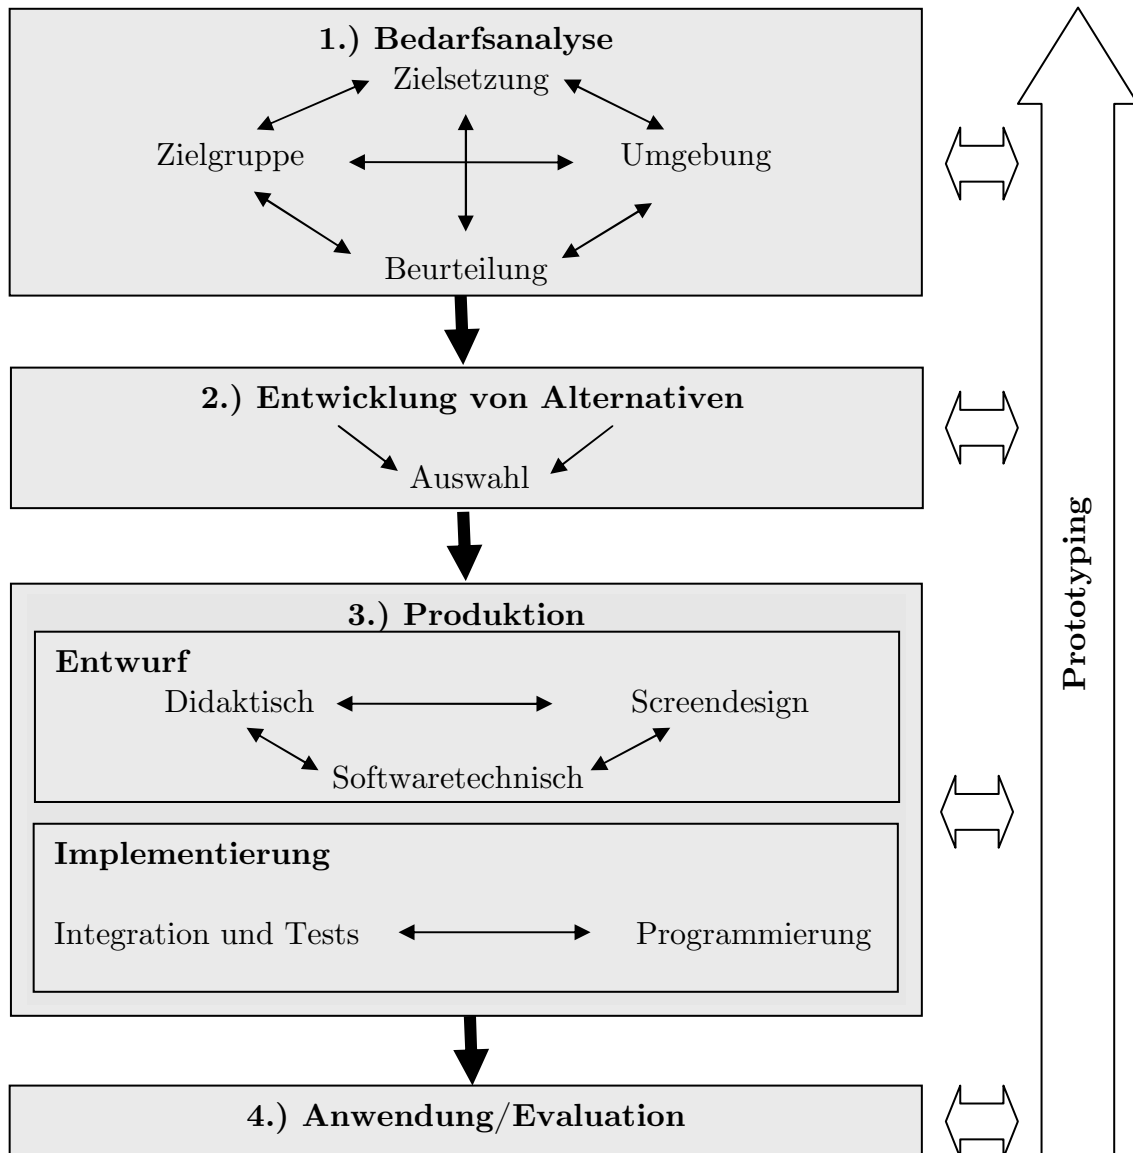 1.) Bedarfsanalyse
Zielsetzung
Zielgruppe
Umgebung
Beurteilung
2.) Entwicklung von Alternativen
Auswahl
3.) Produktion
Entwurf
Didaktisch
Screendesign
Softwaretechnisch
Implementierung
Integration und Tests
Programmierung
4.) Anwendung/Evaluation
Prototyping